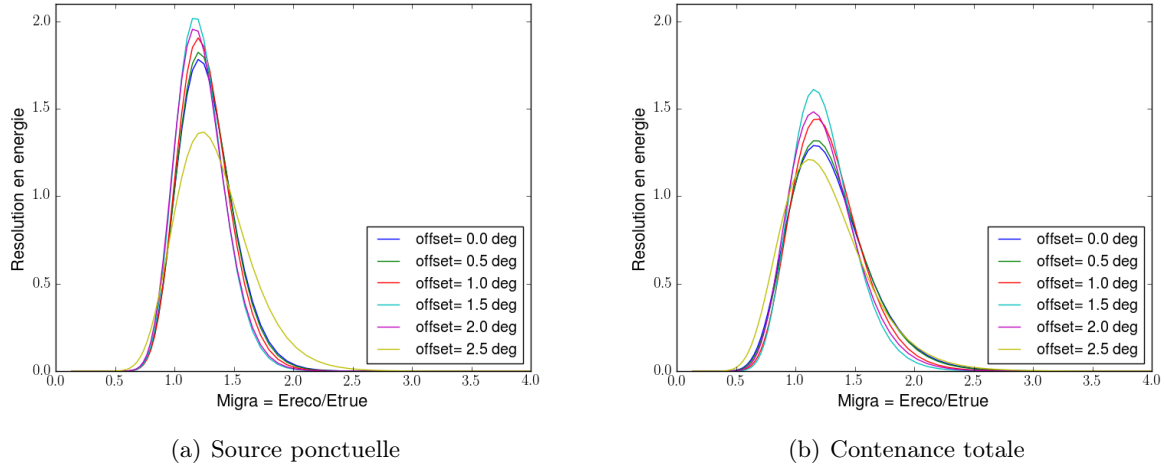 2.0
1.5
1.0
0.5
0.0
Resolution en energie
offset= 0.0 deg
offset= 0.5 deg
offset= 1.0 deg
offset= 1.5 deg
offset= 2.0 deg
offset= 2.5 deg
0.0 0.5 1.0 1.5 2.0 2.5 3.0 3.5 4.0
Migra = Ereco/Etrue
(a) Source ponctuelle
2.0
1.5
1.0
0.5
0.0
Resolution en energie
offset= 0.0 deg
offset= 0.5 deg
offset= 1.0 deg
offset= 1.5 deg
offset= 2.0 deg
offset= 2.5 deg
0.0 0.5 1.0 1.5 2.0 2.5 3.0 3.5 4.0
Migra = Ereco/Etrue
(b) Contenance totale